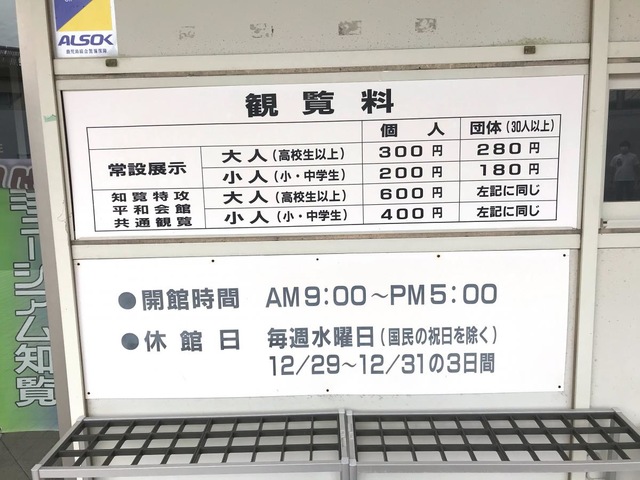 ALSOK
観覧料
個人 団体(30人以上)
常設展示 大人(高校生以上) 300円 280円
小人(小・中学生) 200円 180円
知覧特攻平和会館共通観覧 大人(高校生以上) 600円 左記に同じ
小人(小・中学生) 400円 左記に同じ
●開館時間 AM9:00~PM5:00
●休館日 毎週水曜日(国民の祝日を除く)
12/29~12/31の3日間
ミュージアム知覧